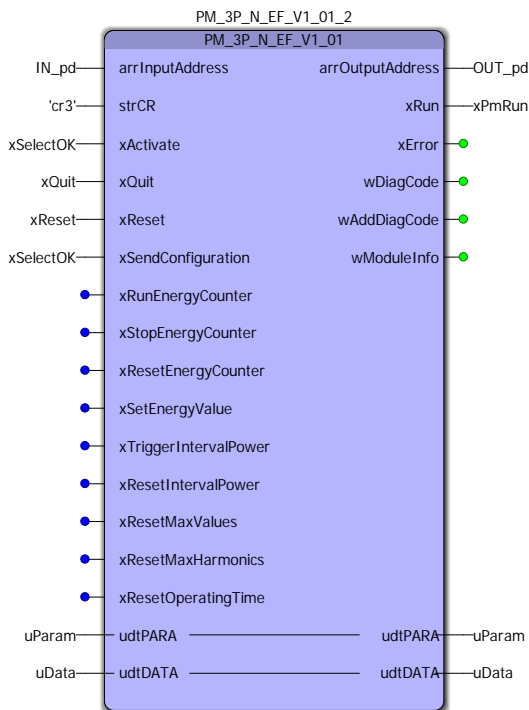 PM_3P_N_EF_V1_01_2
PM_3P_N_EF_V1_01
IN_pd arrInputAddress arrOutputAddress OUT_pd
'cr3' strCR xRun xPmRun
xSelectOK xActivate xError
xQuit xQuit wDiagCode
xReset xReset wAddDiagCode
xSelectOK xSendConfiguration wModuleInfo
xRunEnergyCounter
xStopEnergyCounter
xResetEnergyCounter
xSetEnergyValue
xTriggerIntervalPower
xResetIntervalPower
xResetMaxValues
xResetMaxHarmonics
xResetOperatingTime
uParam udtPARA udtPARA uParam
uData udtDATA udtDATA uData